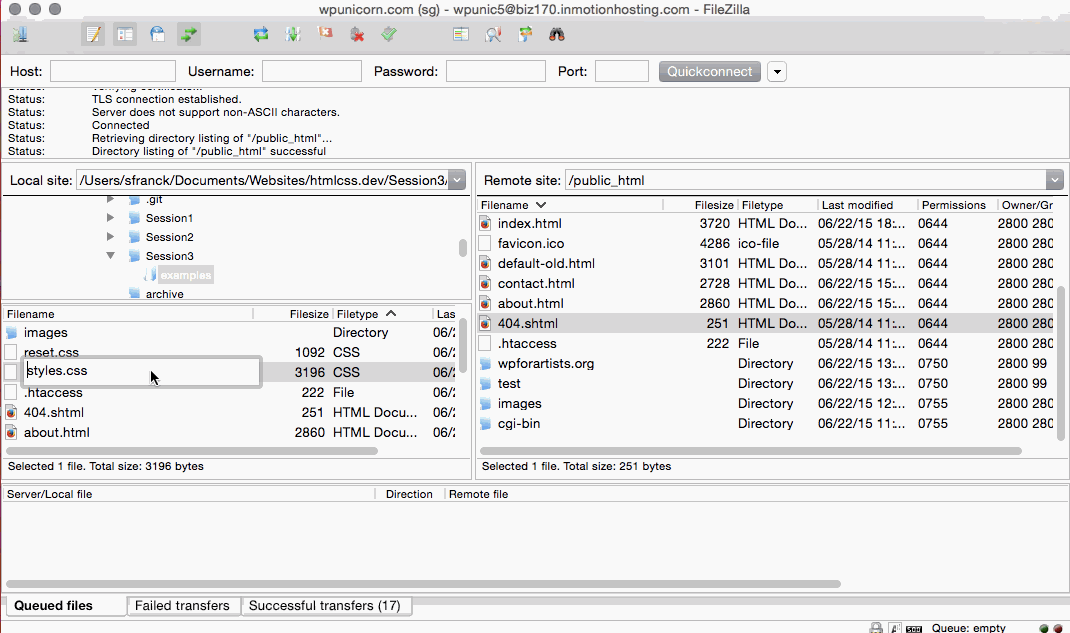 wpunicorn.com (sg) - wpunic5@biz170.inmotionhosting.com - FileZilla
Host: Username: Password: Port: Quickconnect
Status: Verifying certificate...
Status: TLS connection established.
Status: Server does not support non-ASCII characters.
Status: Connected
Status: Retrieving directory listing of "/public_html"...
Status: Directory listing of "/public_html" successful
Local site: /Users/sfranck/Documents/Websites/htmlcss.dev/Session3/
.git
Session1
Session2
Session3
examples
archive
Filename Filesize Filetype Las
images Directory 06/2
reset.css 1092 CSS 06/2
styles.css 3196 CSS 06/2
.htaccess 222 File 06/2
404.shtml 251 HTML Docu... 06/2
about.html 2860 HTML Docu... 06/2
Selected 1 file. Total size: 3196 bytes
Remote site: /public_html
Filename Filesize Filetype Last modified Permissions Owner/Gr
index.html 3720 HTML Do... 06/22/15 18:... 0644 2800 280
favicon.ico 4286 ico-file 05/28/14 11:... 0644 2800 280
default-old.html 3101 HTML Do... 05/28/14 11:... 0644 2800 280
contact.html 2728 HTML Do... 06/22/15 15:... 0644 2800 280
about.html 2860 HTML Do... 06/22/15 15:... 0644 2800 280
404.shtml 251 HTML Do... 05/28/14 11:... 0644 2800 280
.htaccess 222 File 05/28/14 11:... 0644 2800 280
wpforartists.org Directory 06/22/15 13:... 0750 2800 99
test Directory 06/22/15 13:... 0750 2800 99
images Directory 06/22/15 12:... 0755 2800 280
cgi-bin Directory 06/22/15 11:... 0755 2800 280
Selected 1 file. Total size: 251 bytes
Server/Local file Direction Remote file
Queued files Failed transfers Successful transfers (17)
Queue: empty